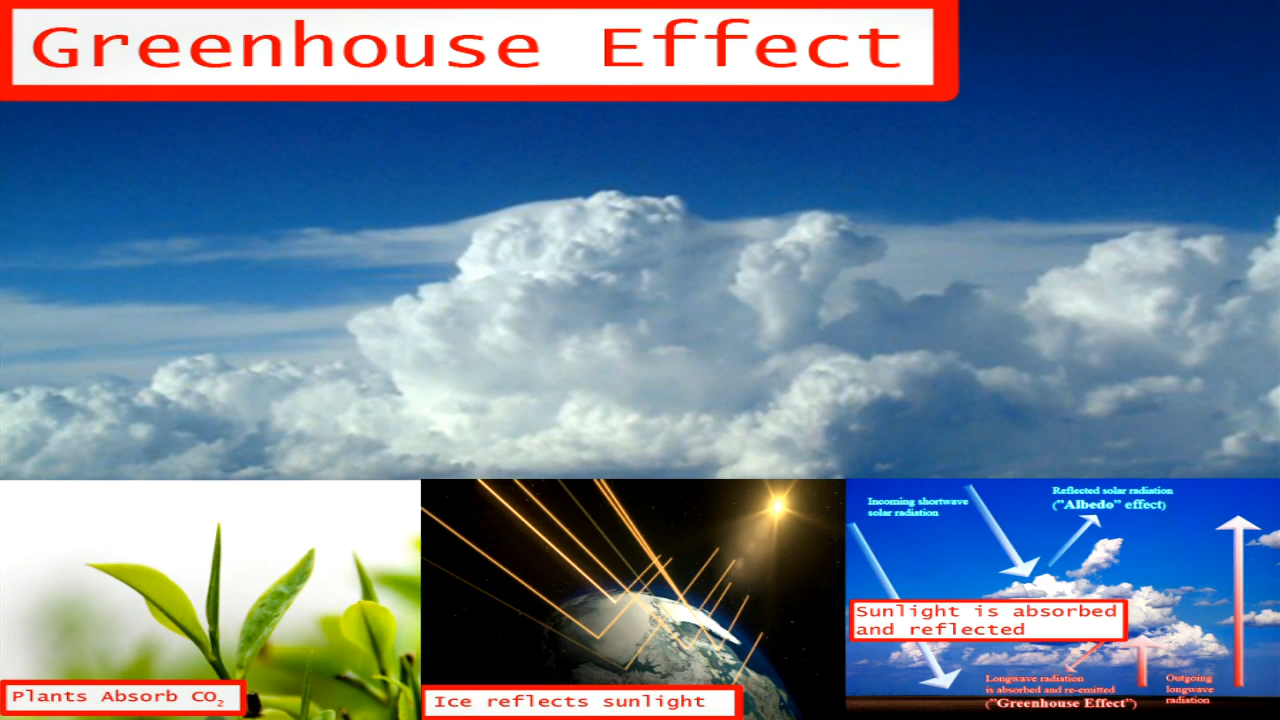 Greenhouse Effect
Plants Absorb CO₂
Ice reflects sunlight
Incoming shortwave
solar radiation
Reflected solar radiation
("Albedo" effect)
Sunlight is absorbed
and reflected
Longwave radiation
is absorbed and re-emitted
("Greenhouse Effect")
Outgoing
longwave
radiation